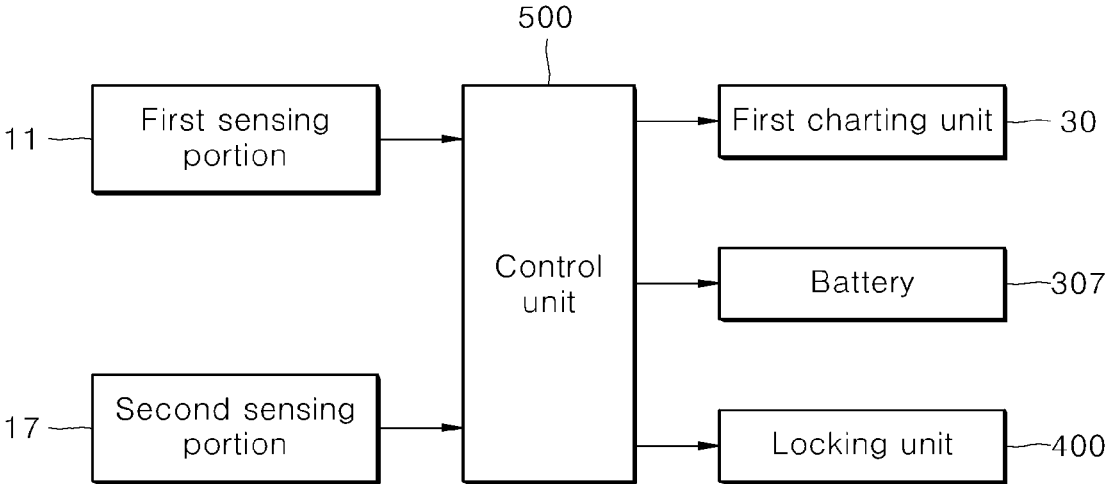 500
11
First sensing
portion
First charting unit
30
Control
unit
Battery
307
17
Second sensing
portion
Locking unit
400